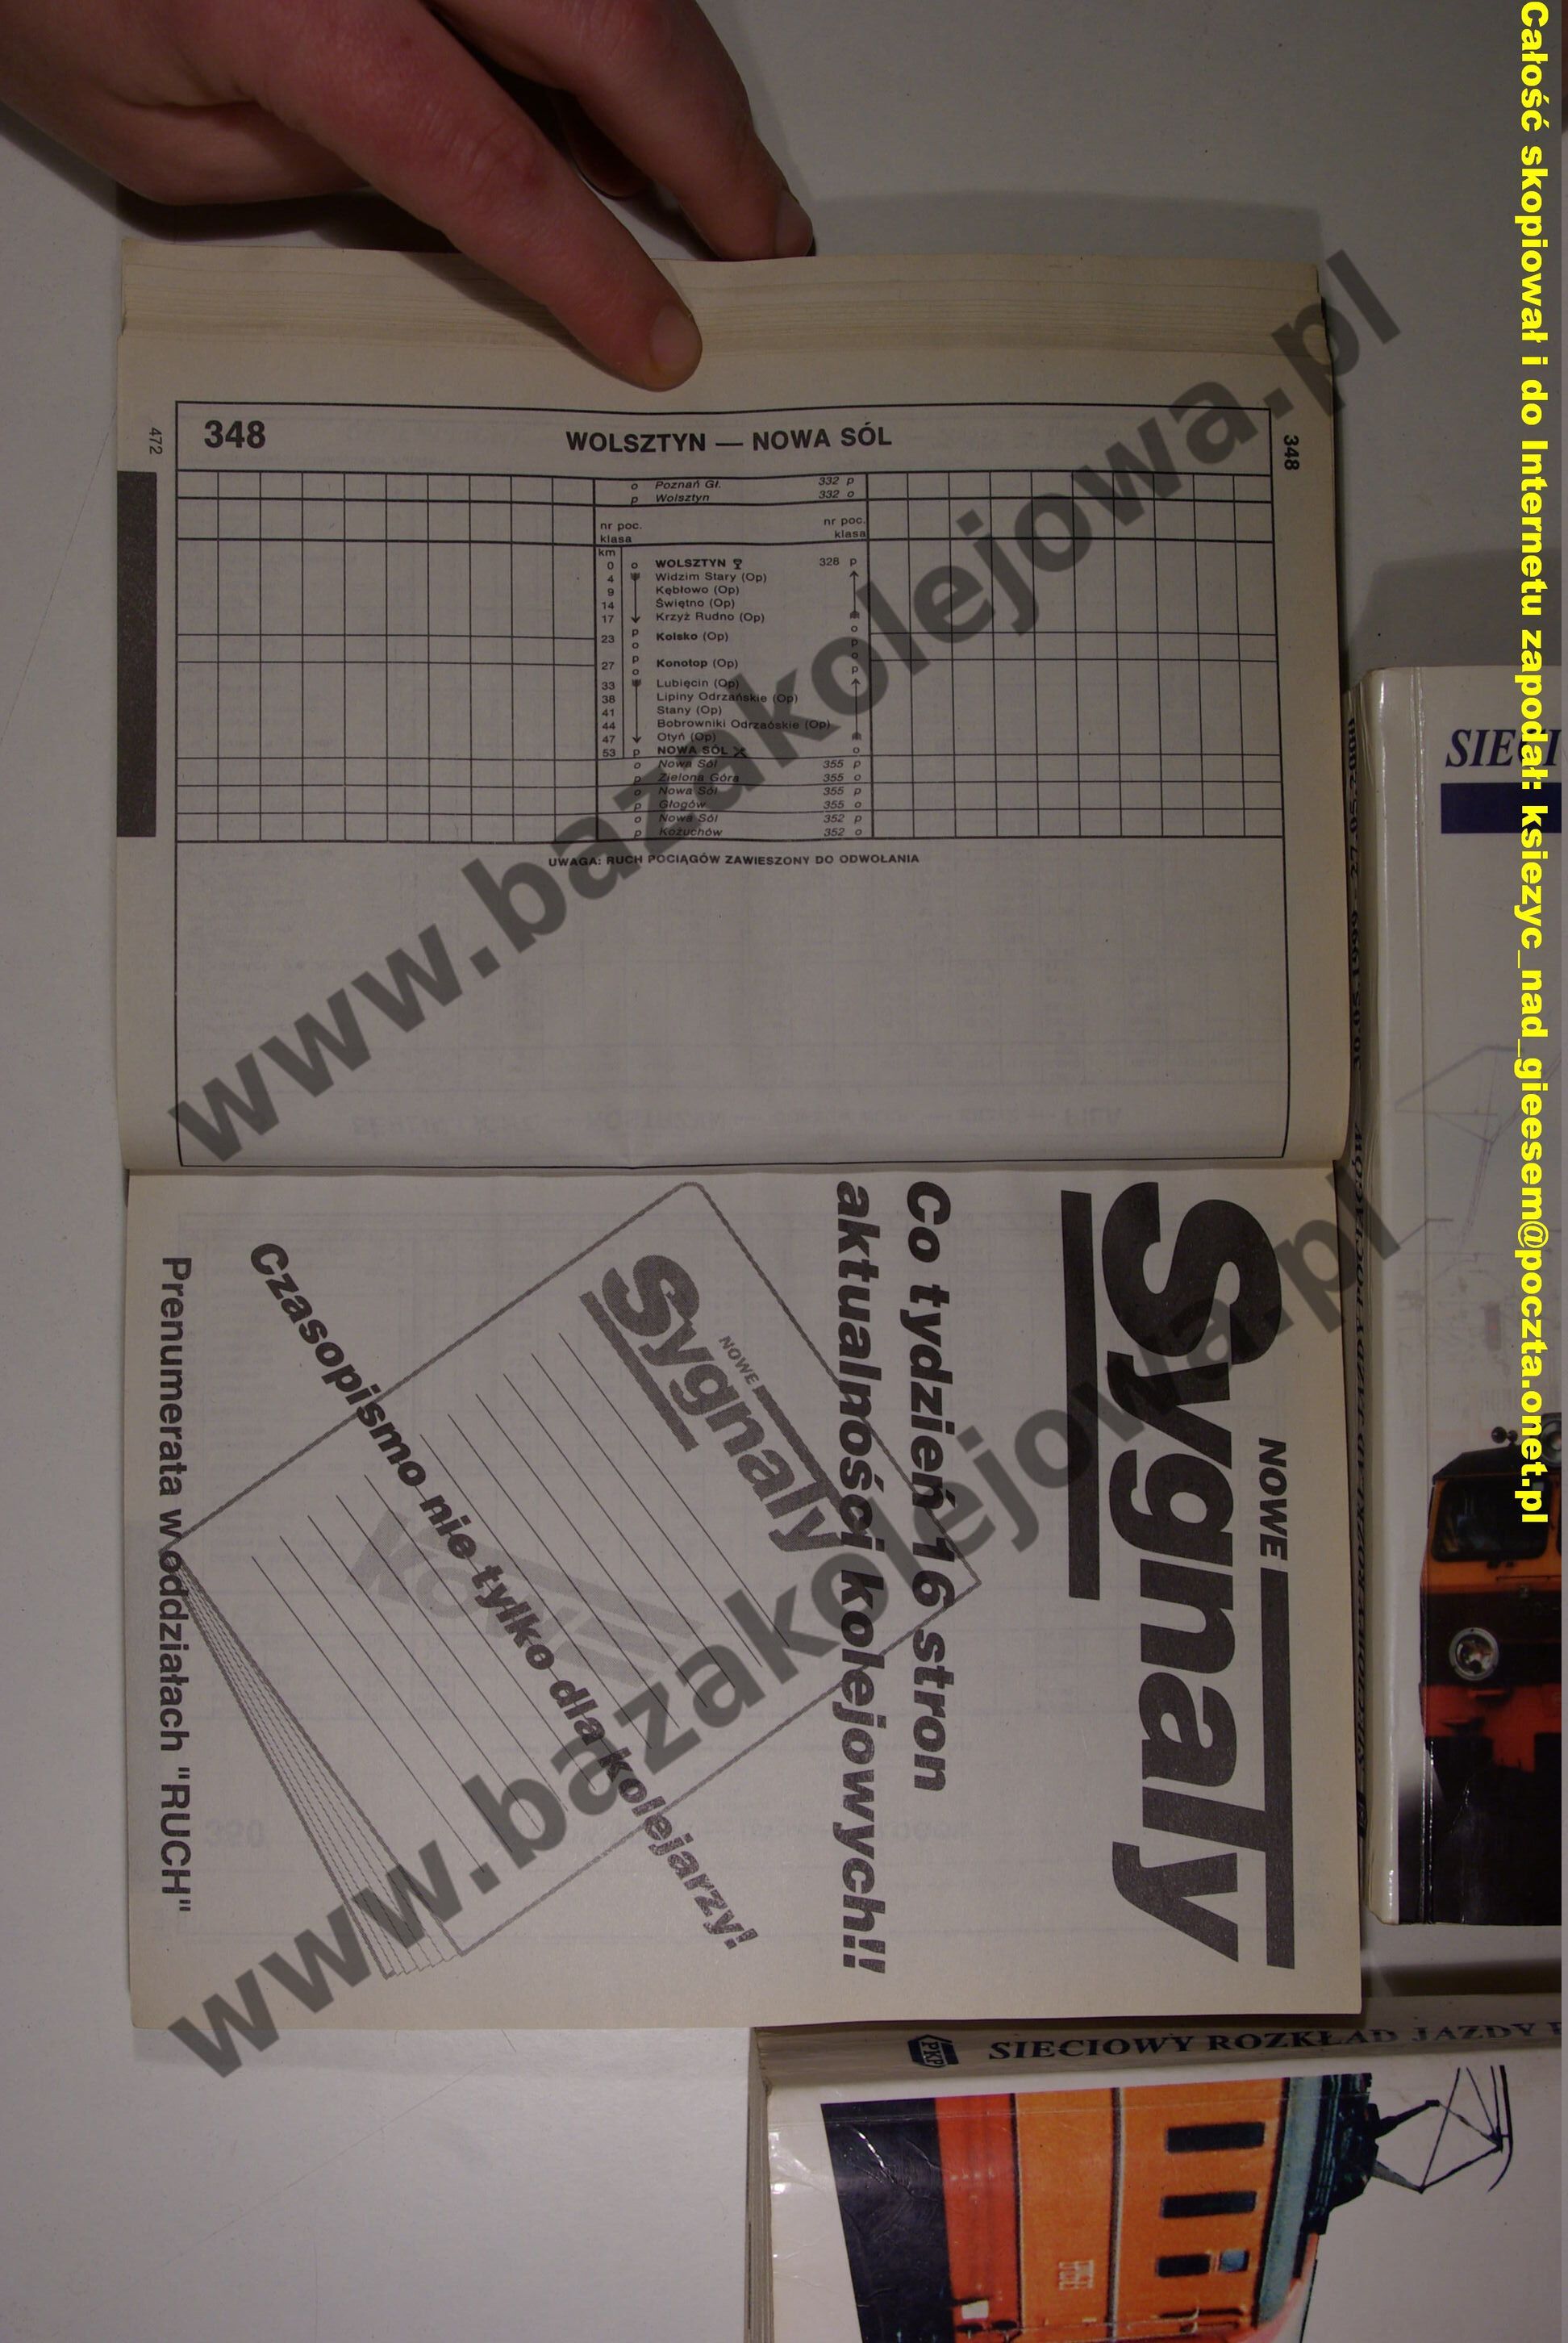 Całość skopiował i do Internetu zapodał: ksiezyc_nad_gieesem@poczta.onet.pl
472
348
WOLSZTYN — NOWA SÓL
348
o Poznań Gł. 332 p
p Wolsztyn 332 o
nr poc. nr poc.
klasa klasa
km
0 o WOLSZTYN 328 p
4 Widzim Stary (Op)
9 Kębłowo (Op)
14 Świętno (Op)
17 Krzyż Rudno (Op)
o
p
23 Kolsko (Op)
o p
p o
27 Konotop (Op)
o p
33 Lubięcin (Op)
38 Lipiny Odrzańskie (Op)
41 Stany (Op)
44 Bobrowniki Odrzańskie (Op)
47 Otyń (Op)
53 p NOWA SÓL o
o Nowa Sól 355 p
p Zielona Góra 355 o
o Nowa Sól 355 p
p Głogów 355 o
o Nowa Sól 352 p
p Kożuchów 352 o
UWAGA: RUCH POCIĄGÓW ZAWIESZONY DO ODWOŁANIA
www.bazakolejowa.pl
NOWE
Sygnały
Co tydzień 16 stron
aktualności kolejowych!!
NOWE
Sygnały
Czasopismo nie tylko dla kolejarzy!
Prenumerata w oddziałach "RUCH"
www.bazakolejowa.pl
SIECI
PKP
SIECIOWY ROZKŁAD JAZDY P